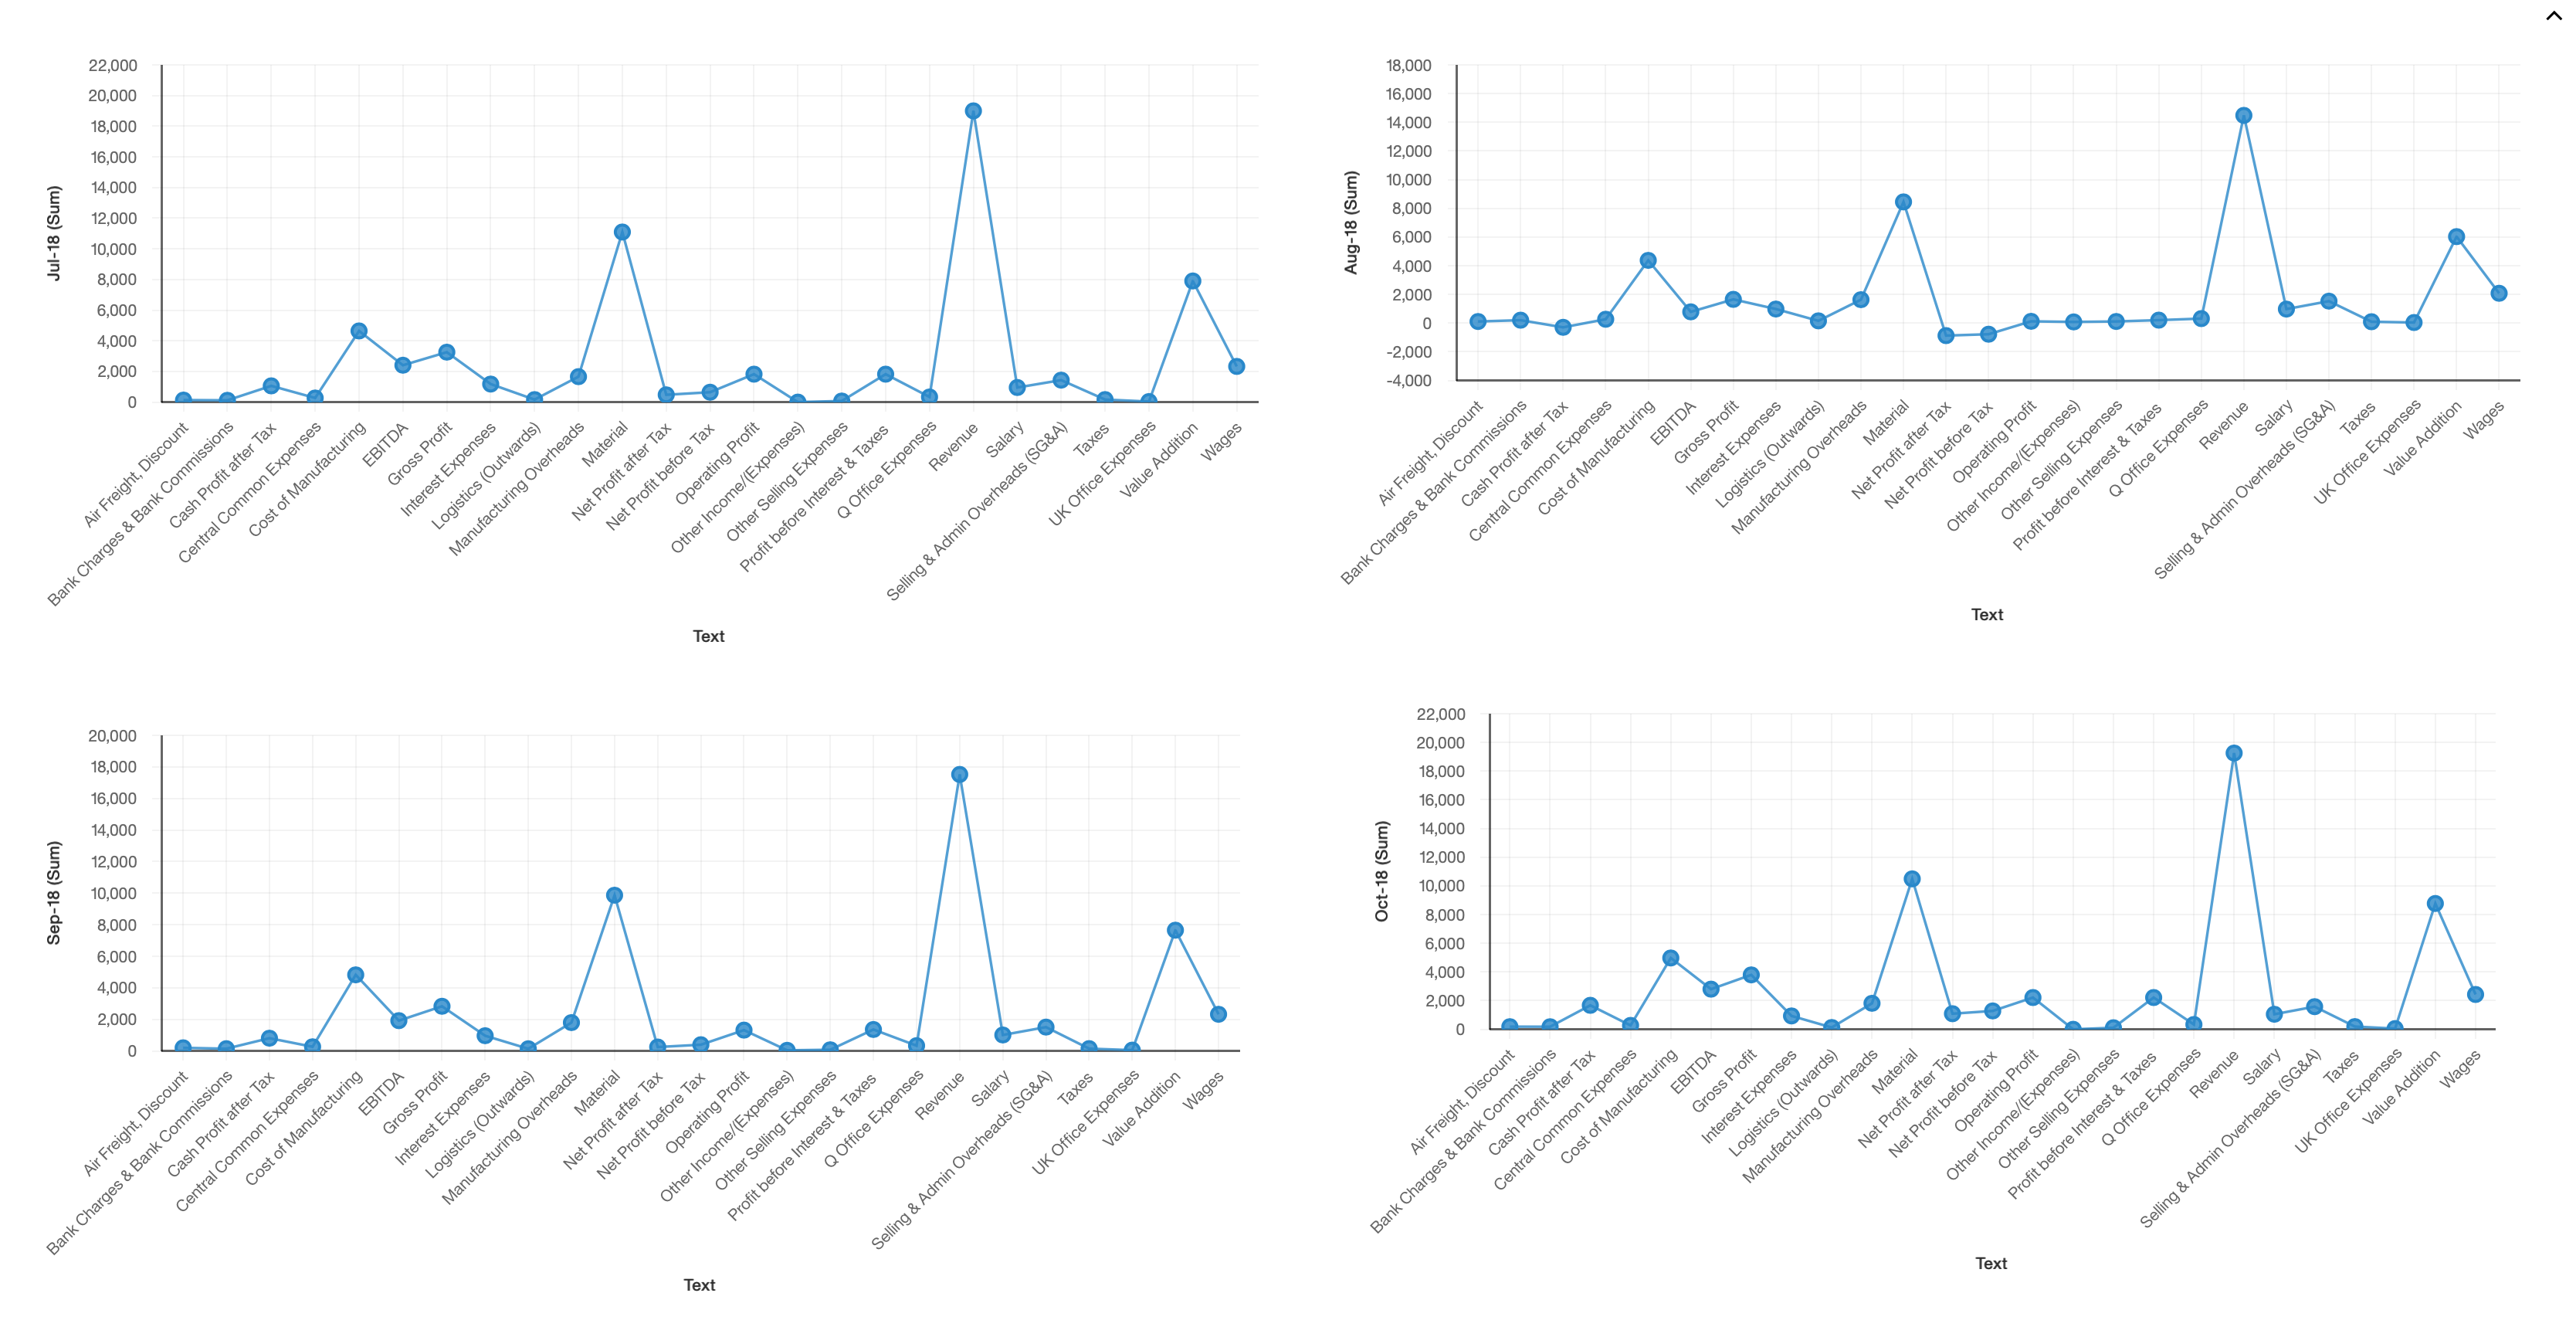 22,000
20,000
18,000
16,000
14,000
12,000
10,000
8,000
6,000
4,000
2,000
0
Jul-18 (Sum)
Air Freight, Discount
Bank Charges & Bank Commissions
Cash Profit after Tax
Central Common Expenses
Cost of Manufacturing
EBITDA
Gross Profit
Interest Expenses
Logistics (Outwards)
Manufacturing Overheads
Material
Net Profit after Tax
Net Profit before Tax
Operating Profit
Other Income/(Expenses)
Other Selling Expenses
Profit before Interest & Taxes
Q Office Expenses
Revenue
Salary
Selling & Admin Overheads (SG&A)
Taxes
UK Office Expenses
Value Addition
Wages
Text
18,000
16,000
14,000
12,000
10,000
8,000
6,000
4,000
2,000
0
-2,000
-4,000
Aug-18 (Sum)
Air Freight, Discount
Bank Charges & Bank Commissions
Cash Profit after Tax
Central Common Expenses
Cost of Manufacturing
EBITDA
Gross Profit
Interest Expenses
Logistics (Outwards)
Manufacturing Overheads
Material
Net Profit after Tax
Net Profit before Tax
Operating Profit
Other Income/(Expenses)
Other Selling Expenses
Profit before Interest & Taxes
Q Office Expenses
Revenue
Salary
Selling & Admin Overheads (SG&A)
Taxes
UK Office Expenses
Value Addition
Wages
Text
20,000
18,000
16,000
14,000
12,000
10,000
8,000
6,000
4,000
2,000
0
Sep-18 (Sum)
Air Freight, Discount
Bank Charges & Bank Commissions
Cash Profit after Tax
Central Common Expenses
Cost of Manufacturing
EBITDA
Gross Profit
Interest Expenses
Logistics (Outwards)
Manufacturing Overheads
Material
Net Profit after Tax
Net Profit before Tax
Operating Profit
Other Income/(Expenses)
Other Selling Expenses
Profit before Interest & Taxes
Q Office Expenses
Revenue
Salary
Selling & Admin Overheads (SG&A)
Taxes
UK Office Expenses
Value Addition
Wages
Text
22,000
20,000
18,000
16,000
14,000
12,000
10,000
8,000
6,000
4,000
2,000
0
Oct-18 (Sum)
Air Freight, Discount
Bank Charges & Bank Commissions
Cash Profit after Tax
Central Common Expenses
Cost of Manufacturing
EBITDA
Gross Profit
Interest Expenses
Logistics (Outwards)
Manufacturing Overheads
Material
Net Profit after Tax
Net Profit before Tax
Operating Profit
Other Income/(Expenses)
Other Selling Expenses
Profit before Interest & Taxes
Q Office Expenses
Revenue
Salary
Selling & Admin Overheads (SG&A)
Taxes
UK Office Expenses
Value Addition
Wages
Text